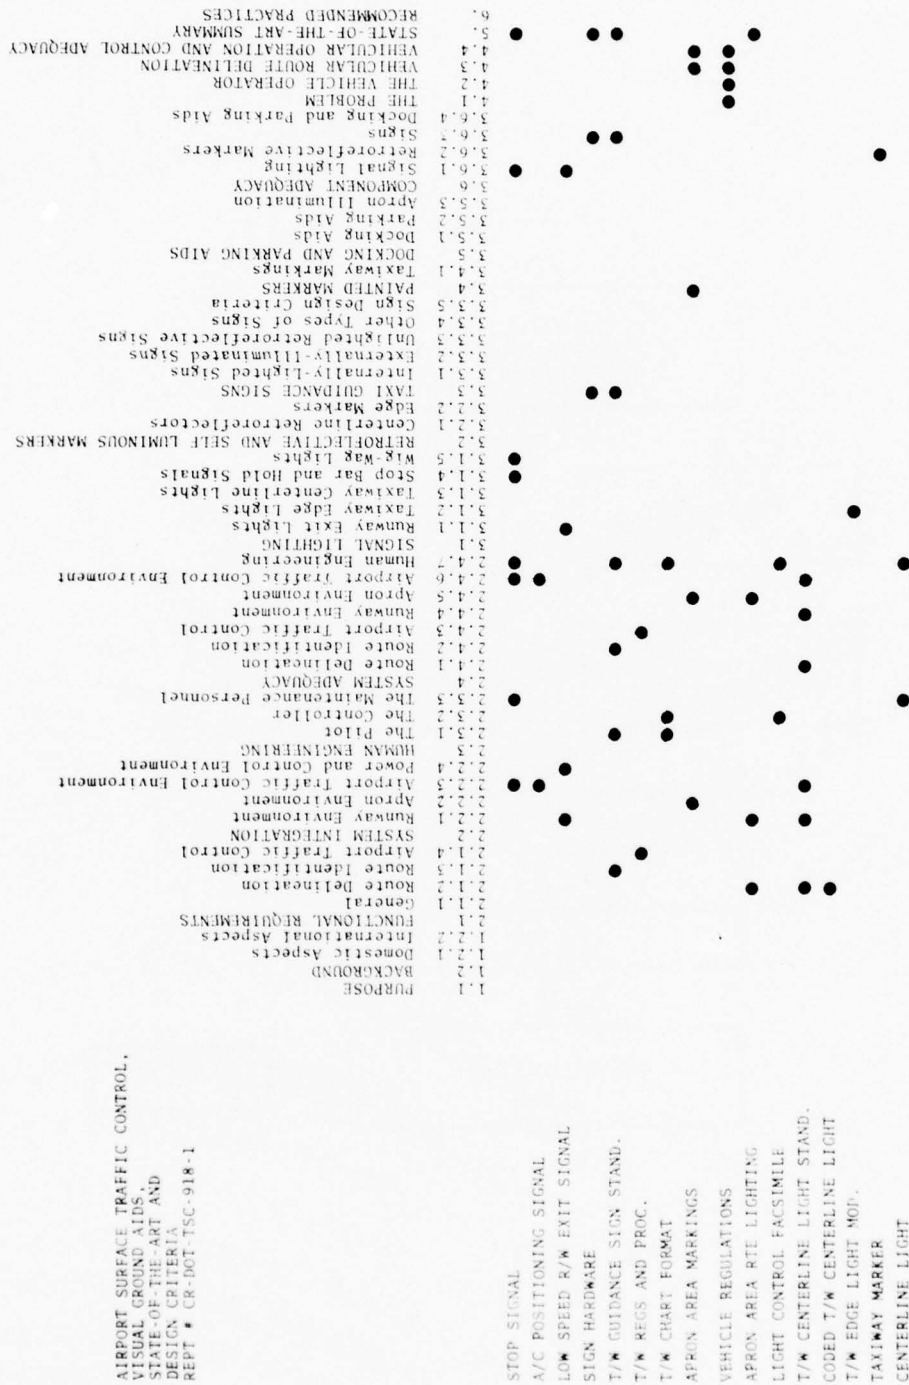 AIRPORT SURFACE TRAFFIC CONTROL,
VISUAL GROUND AIDS,
STATE-OF-THE-ART AND
DESIGN CRITERIA
REPT # CR-DOT-TSC-918-1
1.1 PURPOSE
1.2 BACKGROUND
1.2.1 Domestic Aspects
1.2.2 International Aspects
2.1 FUNCTIONAL REQUIREMENTS
2.1.1 General
2.1.2 Route Delineation
2.1.3 Route Identification
2.1.4 Airport Traffic Control
2.2 SYSTEM INTEGRATION
2.2.1 Runway Environment
2.2.2 Apron Environment
2.2.3 Airport Traffic Control Environment
2.2.4 Power and Control Environment
2.3 HUMAN ENGINEERING
2.3.1 The Pilot
2.3.2 The Controller
2.3.3 The Maintenance Personnel
2.4 SYSTEM ADEQUACY
2.4.1 Route Delineation
2.4.2 Route Identification
2.4.3 Airport Traffic Control
2.4.4 Runway Environment
2.4.5 Apron Environment
2.4.6 Airport Traffic Control Environment
2.4.7 Human Engineering
3.1 SIGNAL LIGHTING
3.1.1 Runway Exit Lights
3.1.2 Taxiway Edge Lights
3.1.3 Taxiway Centerline Lights
3.1.4 Stop Bar and Hold Signals
3.1.5 Wig-Wag Lights
3.2 RETROFLECTIVE AND SELF LUMINOUS MARKERS
3.2.1 Centerline Retroreflectors
3.2.2 Edge Markers
3.3 TAXI GUIDANCE SIGNS
3.3.1 Internally-Lighted Signs
3.3.2 Externally-Illuminated Signs
3.3.3 Unlighted Retroreflective Signs
3.3.4 Other Types of Signs
3.3.5 Sign Design Criteria
3.4 PAINTED MARKERS
3.4.1 Taxiway Markings
3.5 DOCKING AND PARKING AIDS
3.5.1 Docking Aids
3.5.2 Parking Aids
3.5.3 Apron Illumination
3.6 COMPONENT ADEQUACY
3.6.1 Signal Lighting
3.6.2 Retroreflective Markers
3.6.3 Signs
3.6.4 Docking and Parking Aids
4.1 THE PROBLEM
4.2 THE VEHICLE OPERATOR
4.3 VEHICULAR ROUTE DELINEATION
4.4 VEHICULAR OPERATION AND CONTROL ADEQUACY
5. STATE-OF-THE-ART SUMMARY
6. RECOMMENDED PRACTICES
STOP SIGNAL
A/C POSITIONING SIGNAL
LOW SPEED R/W EXIT SIGNAL
SIGN HARDWARE
T/W GUIDANCE SIGN STAND.
T/W REGS AND PROC.
T/W CHART FORMAT
APRON AREA MARKINGS
VEHICLE REGULATIONS
APRON AREA RTE LIGHTING
LIGHT CONTROL FACSIMILE
T/W CENTERLINE LIGHT STAND.
CODED T/W CENTERLINE LIGHT
T/W EDGE LIGHT MOD.
TAXIWAY MARKER
CENTERLINE LIGHT